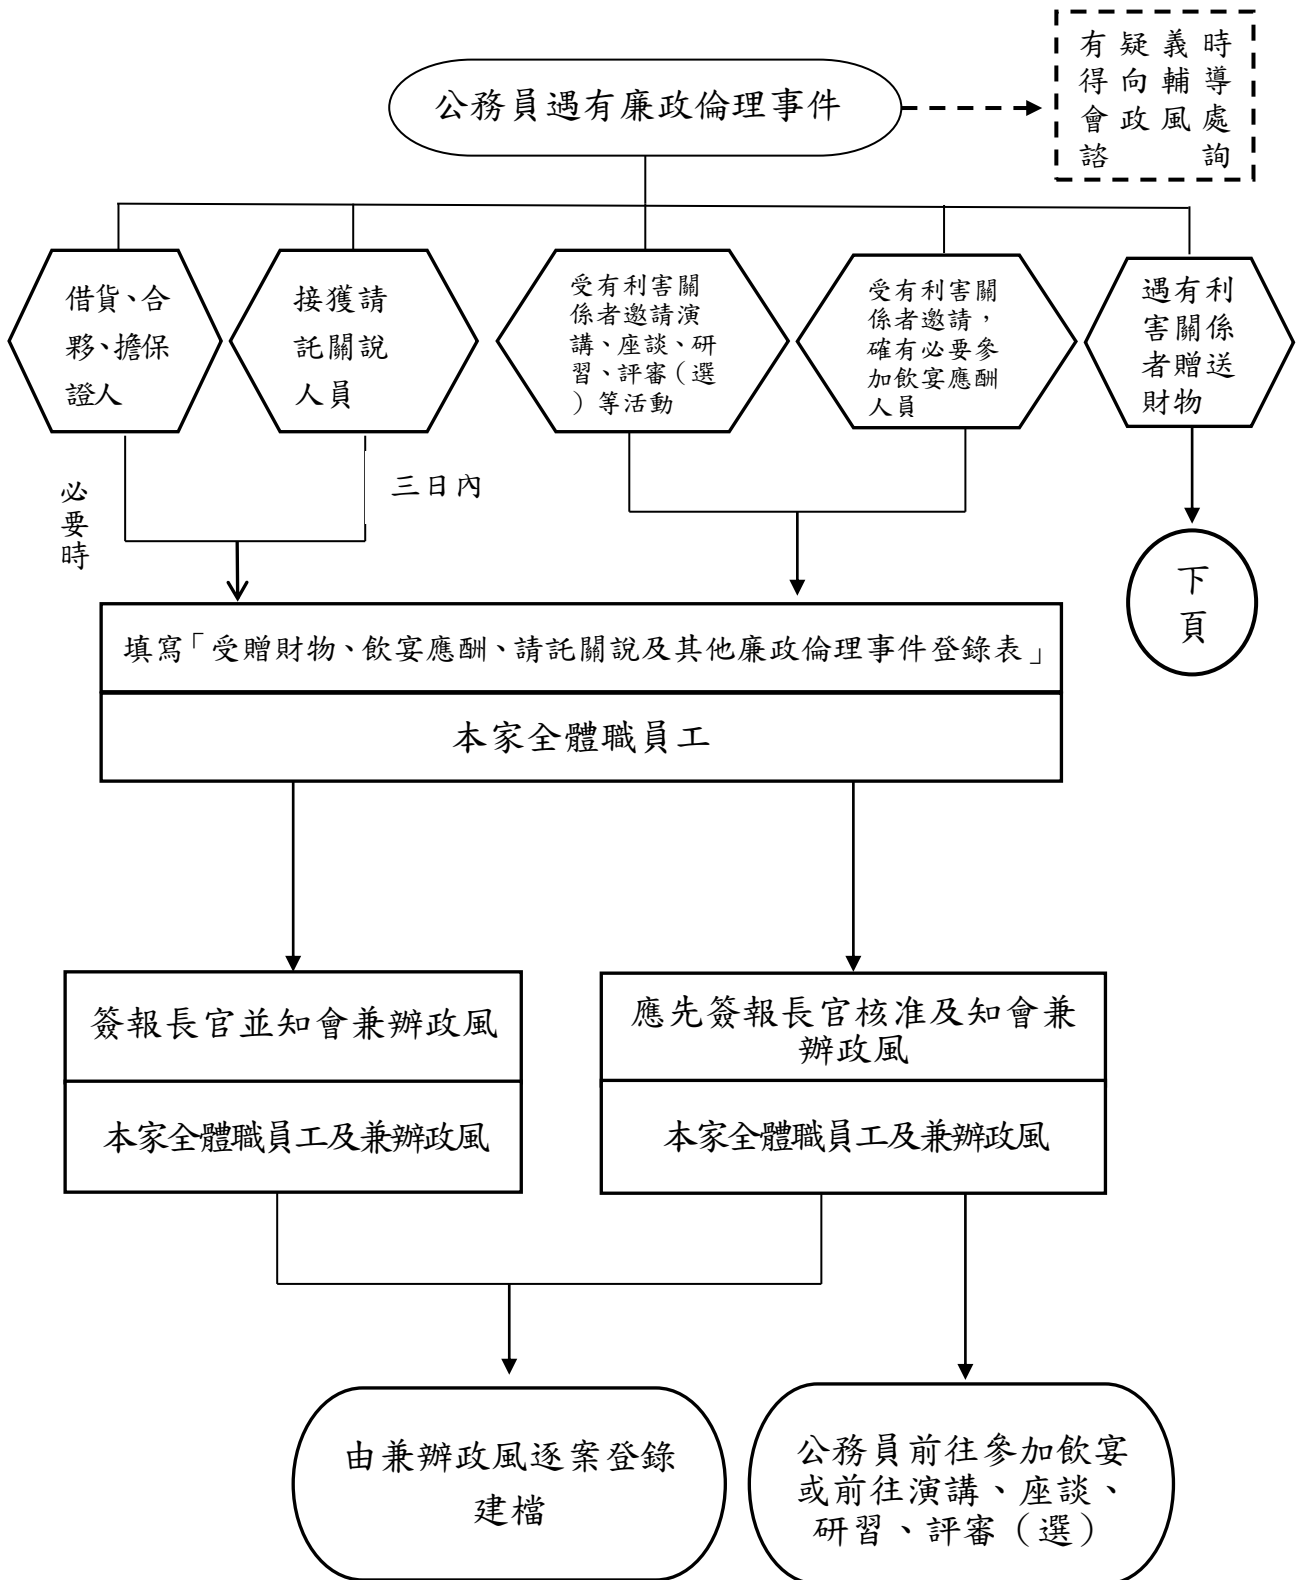 公務員遇有廉政倫理事件
有疑義時
得向輔導
會政風處
諮詢
借貨、合
夥、擔保
證人
接獲請
託關說
人員
受有利害關
係者邀請演
講、座談、研
習、評審（選
）等活動
受有利害關
係者邀請，
確有必要參
加飲宴應酬
人員
遇有利
害關係
者贈送
財物
必要時
三日內
下頁
填寫「受贈財物、飲宴應酬、請託關說及其他廉政倫理事件登錄表」
本家全體職員工
簽報長官並知會兼辦政風
本家全體職員工及兼辦政風
應先簽報長官核准及知會兼
辦政風
本家全體職員工及兼辦政風
由兼辦政風逐案登錄
建檔
公務員前往參加飲宴
或前往演講、座談、
研習、評審（選）